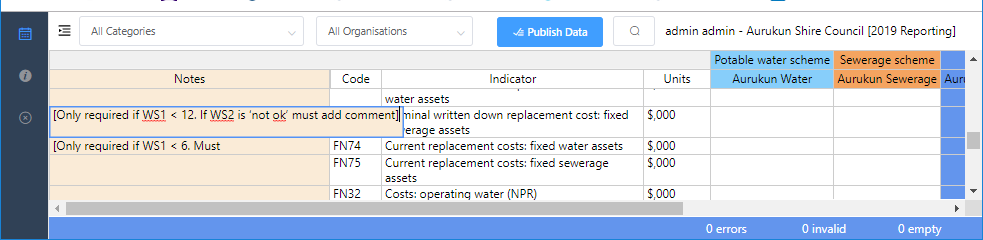 All Categories
All Organisations
Publish Data
admin admin - Aurukun Shire Council [2019 Reporting]
Potable water scheme Sewerage scheme
Notes Code Indicator Units Aurukun Water Aurukun Sewerage
water assets
[Only required if WS1 < 12. If WS2 is 'not ok' must add comment] minal written down replacement cost: fixed $,000
erage assets
[Only required if WS1 < 6. Must FN74 Current replacement costs: fixed water assets $,000
FN75 Current replacement costs: fixed sewerage $,000
assets
FN32 Costs: operating water (NPR) $,000
0 errors 0 invalid 0 empty